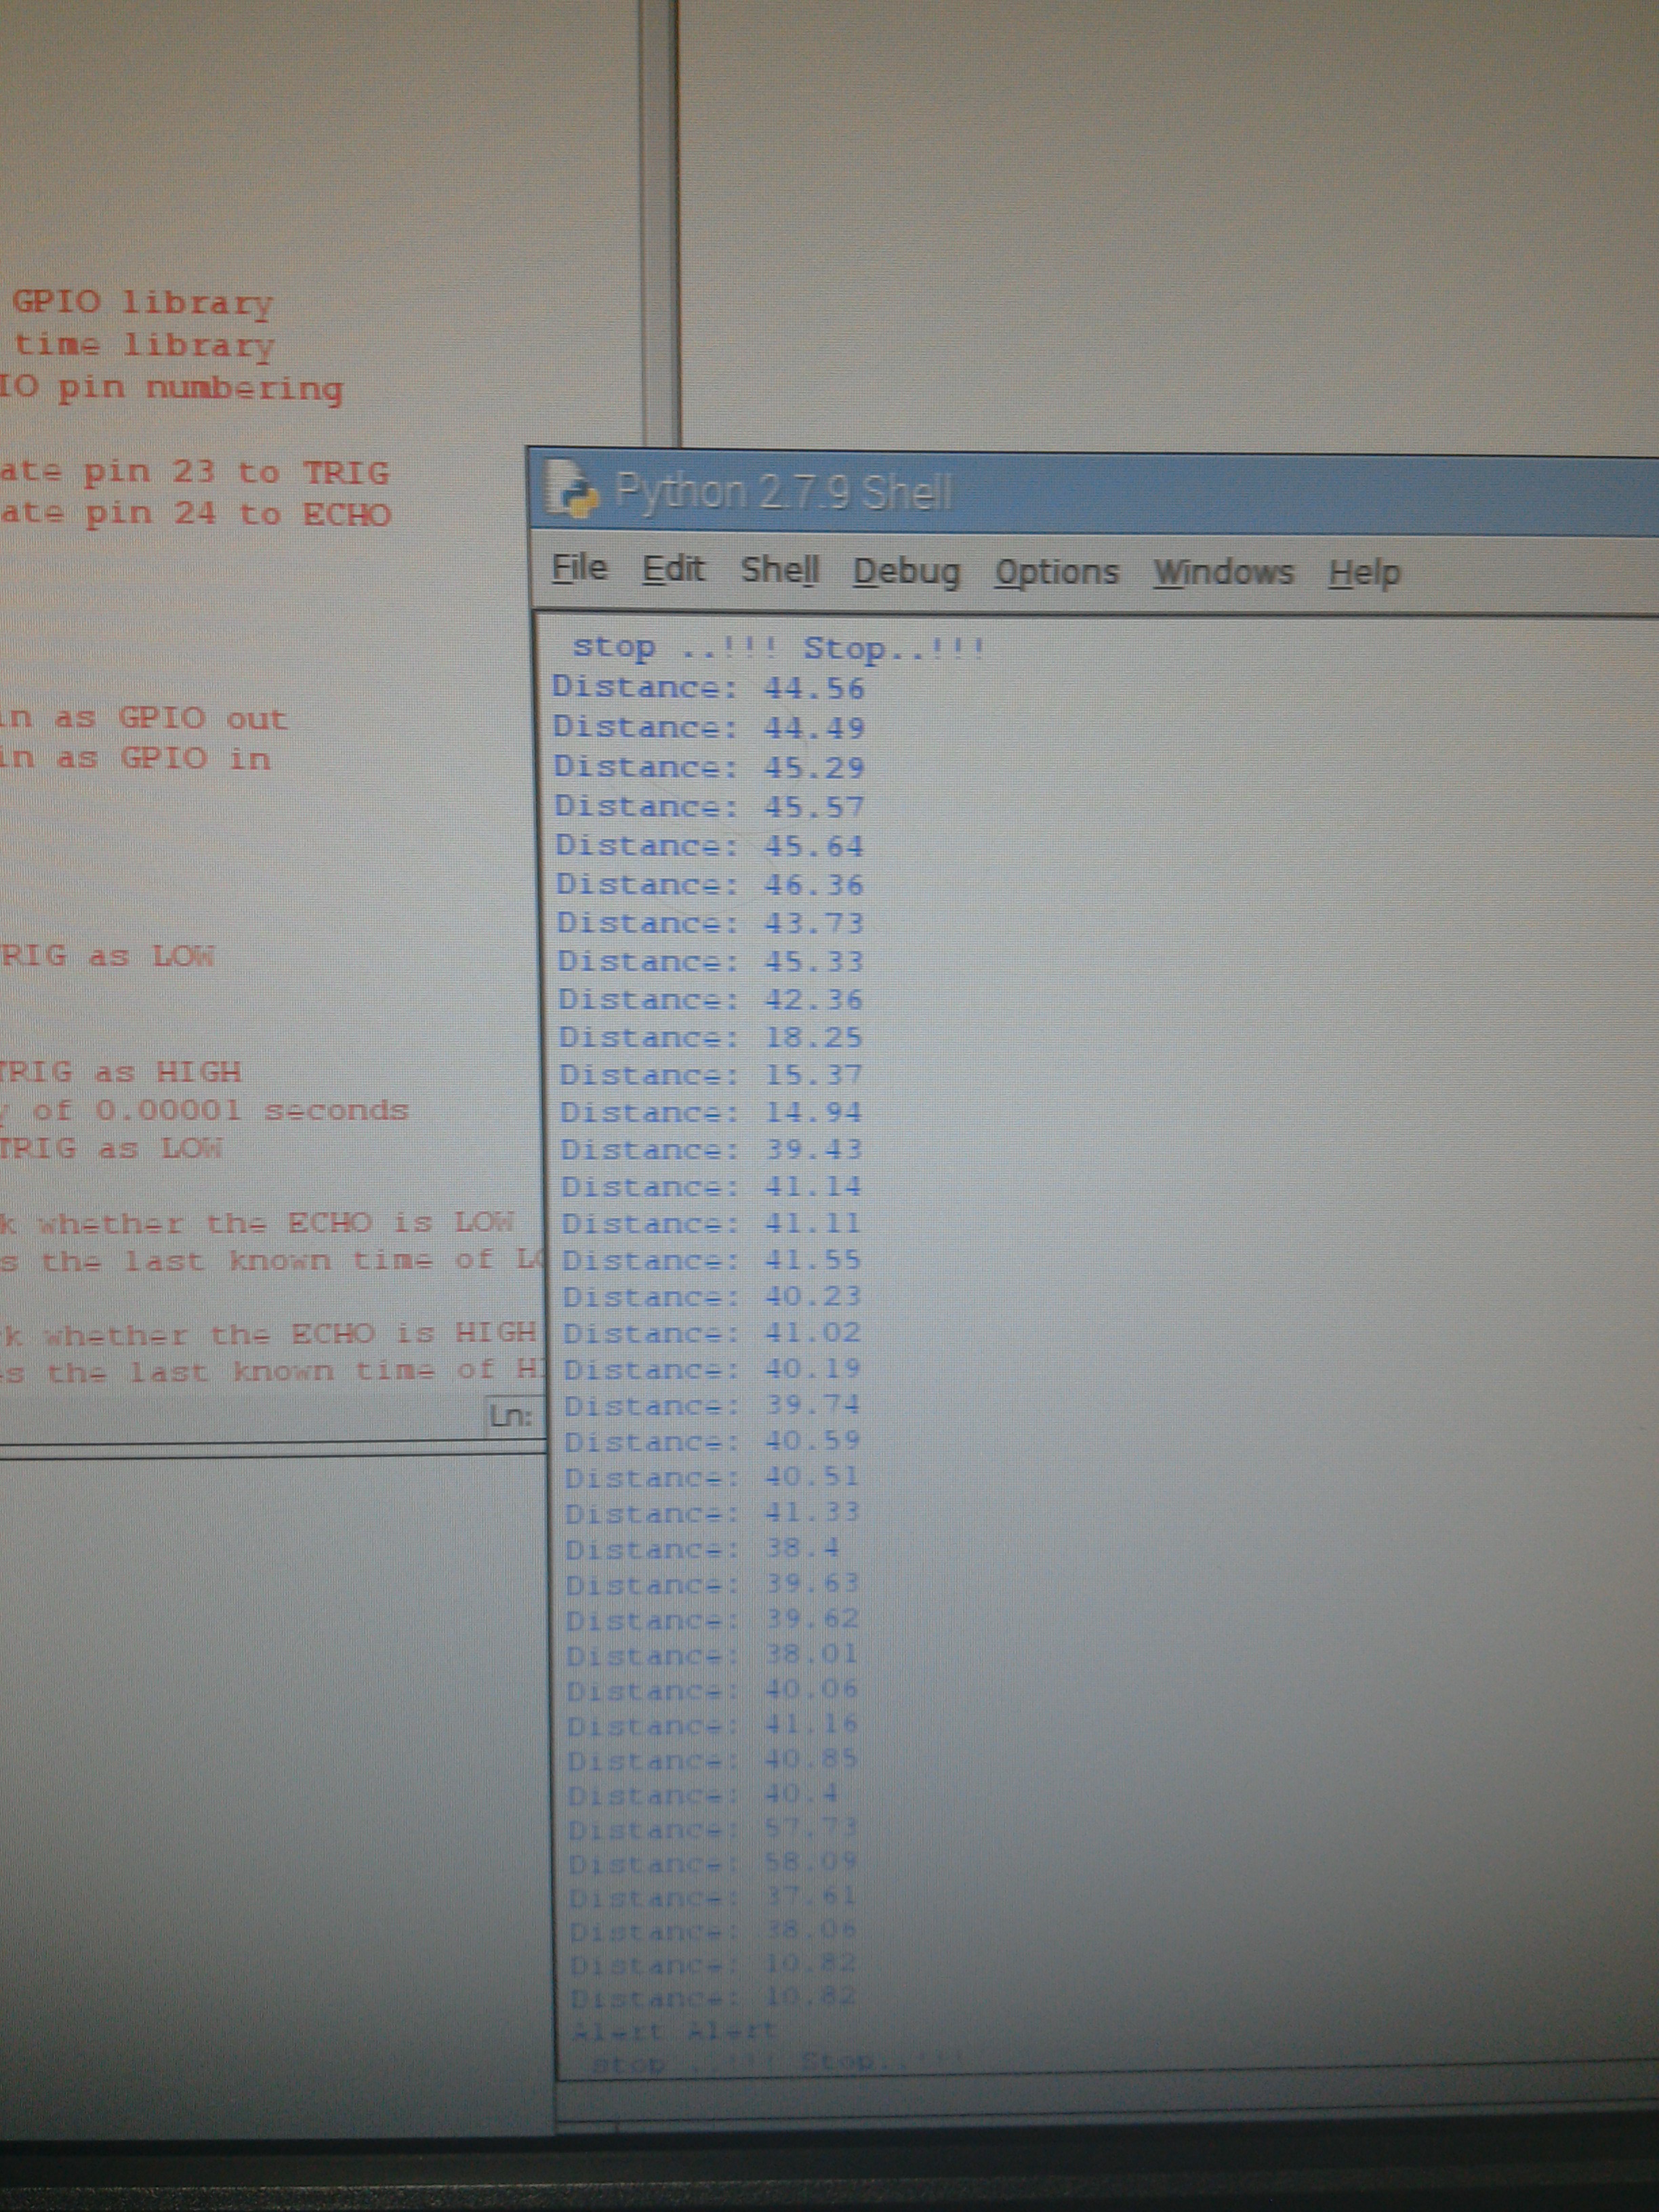 GPIO library
time library
IO pin numbering
ate pin 23 to TRIG
ate pin 24 to ECHO
in as GPIO out
in as GPIO in
RIG as LOW
TRIG as HIGH
y of 0.00001 seconds
TRIG as LOW
k whether the ECHO is LOW
s the last known time of LO
k whether the ECHO is HIGH
es the last known time of HI
Ln:
Python 2.7.9 Shell
File Edit Shell Debug Options Windows Help
stop ..!!! Stop..!!!
Distance: 44.56
Distance: 44.49
Distance: 45.29
Distance: 45.57
Distance: 45.64
Distance: 46.36
Distance: 43.73
Distance: 45.33
Distance: 42.36
Distance: 18.25
Distance: 15.37
Distance: 14.94
Distance: 39.43
Distance: 41.14
Distance: 41.11
Distance: 41.55
Distance: 40.23
Distance: 41.02
Distance: 40.19
Distance: 39.74
Distance: 40.59
Distance: 40.51
Distance: 41.33
Distance: 38.4
Distance: 39.63
Distance: 39.62
Distance: 38.01
Distance: 40.06
Distance: 41.16
Distance: 40.85
Distance: 40.4
Distance: 57.73
Distance: 58.09
Distance: 37.61
Distance: 38.06
Distance: 10.82
Distance: 10.82
Alert Alert
stop ..!!! Stop..!!!